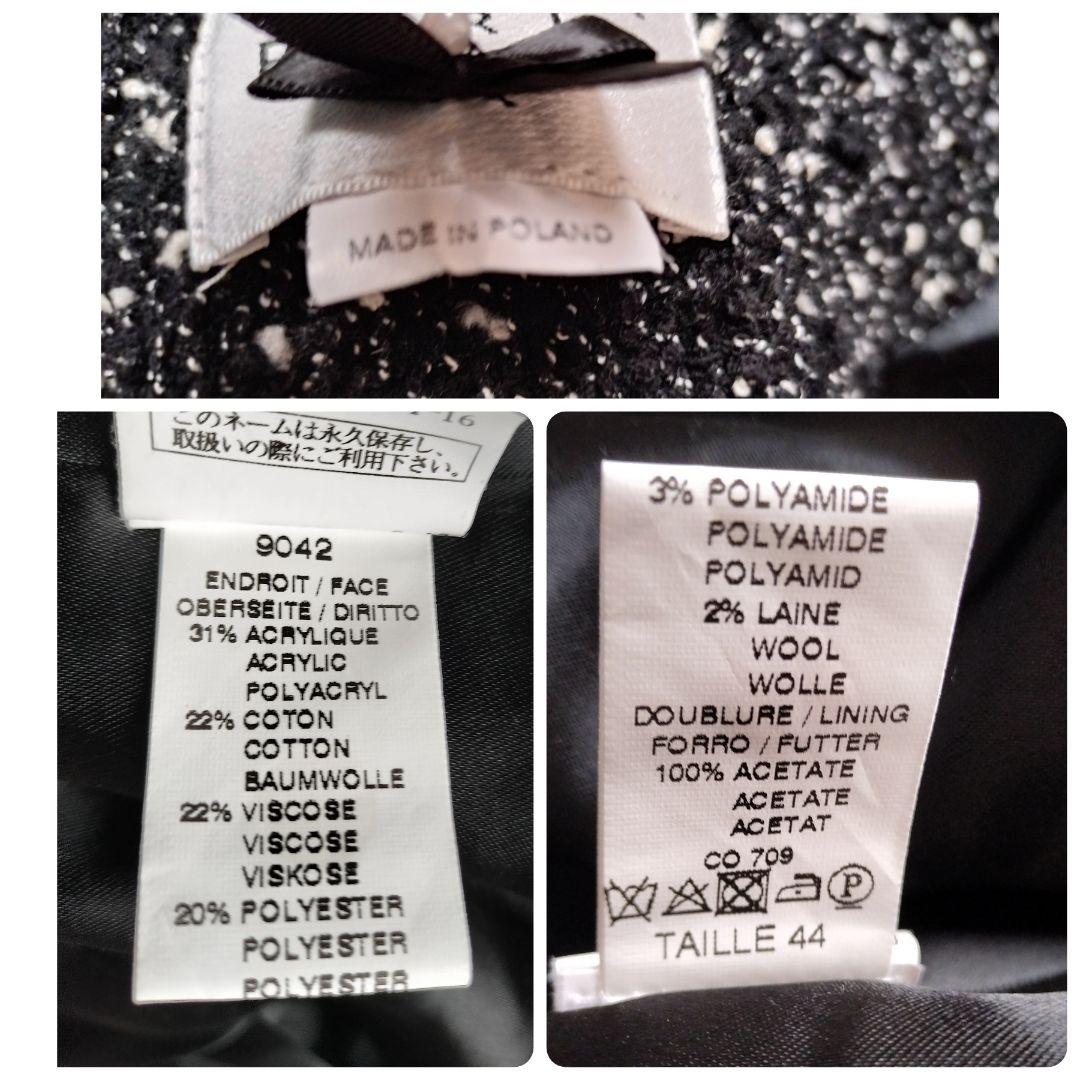 MADE IN POLAND
16
このネームは永久保存し、
取扱いの際にご利用下さい。
9042
ENDROIT / FACE
OBERSEITE / DIRITTO
31% ACRYLIQUE
ACRYLIC
POLYACRYL
22% COTON
COTTON
BAUMWOLLE
22% VISCOSE
VISCOSE
VISKOSE
20% POLYESTER
POLYESTER
POLYESTER
3% POLYAMIDE
POLYAMIDE
POLYAMID
2% LAINE
WOOL
WOLLE
DOUBLURE / LINING
FORRO / FUTTER
100% ACETATE
ACETATE
ACETAT
CO 709
P
TAILLE 44